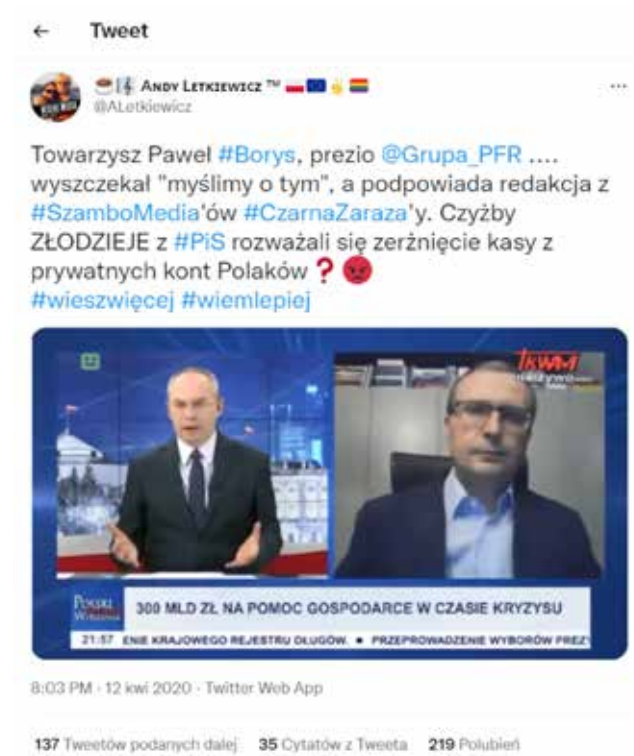 ← Tweet
ANDY LETKIEWICZ ™
@ALetkiewicz
Towarzysz Paweł #Borys, prezio @Grupa_PFR ....
wyszczekał "myślimy o tym", a podpowiada redakcja z
#SzamboMedia'ów #CzarnaZaraza'y. Czyżby
ZŁODZIEJE z #PiS rozważali się zerżnięcie kasy z
prywatnych kont Polaków ❓ 😡
#wieszwięcej #wiemlepiej
300 MLD ZŁ NA POMOC GOSPODARCE W CZASIE KRYZYSU
21:57 ENIE KRAJOWEGO REJESTRU DŁUGÓW. ● PRZEPROWADZENIE WYBORÓW PREZY
8:03 PM · 12 kwi 2020 · Twitter Web App
137 Tweetów podanych dalej 35 Cytatów z Tweeta 219 Polubień